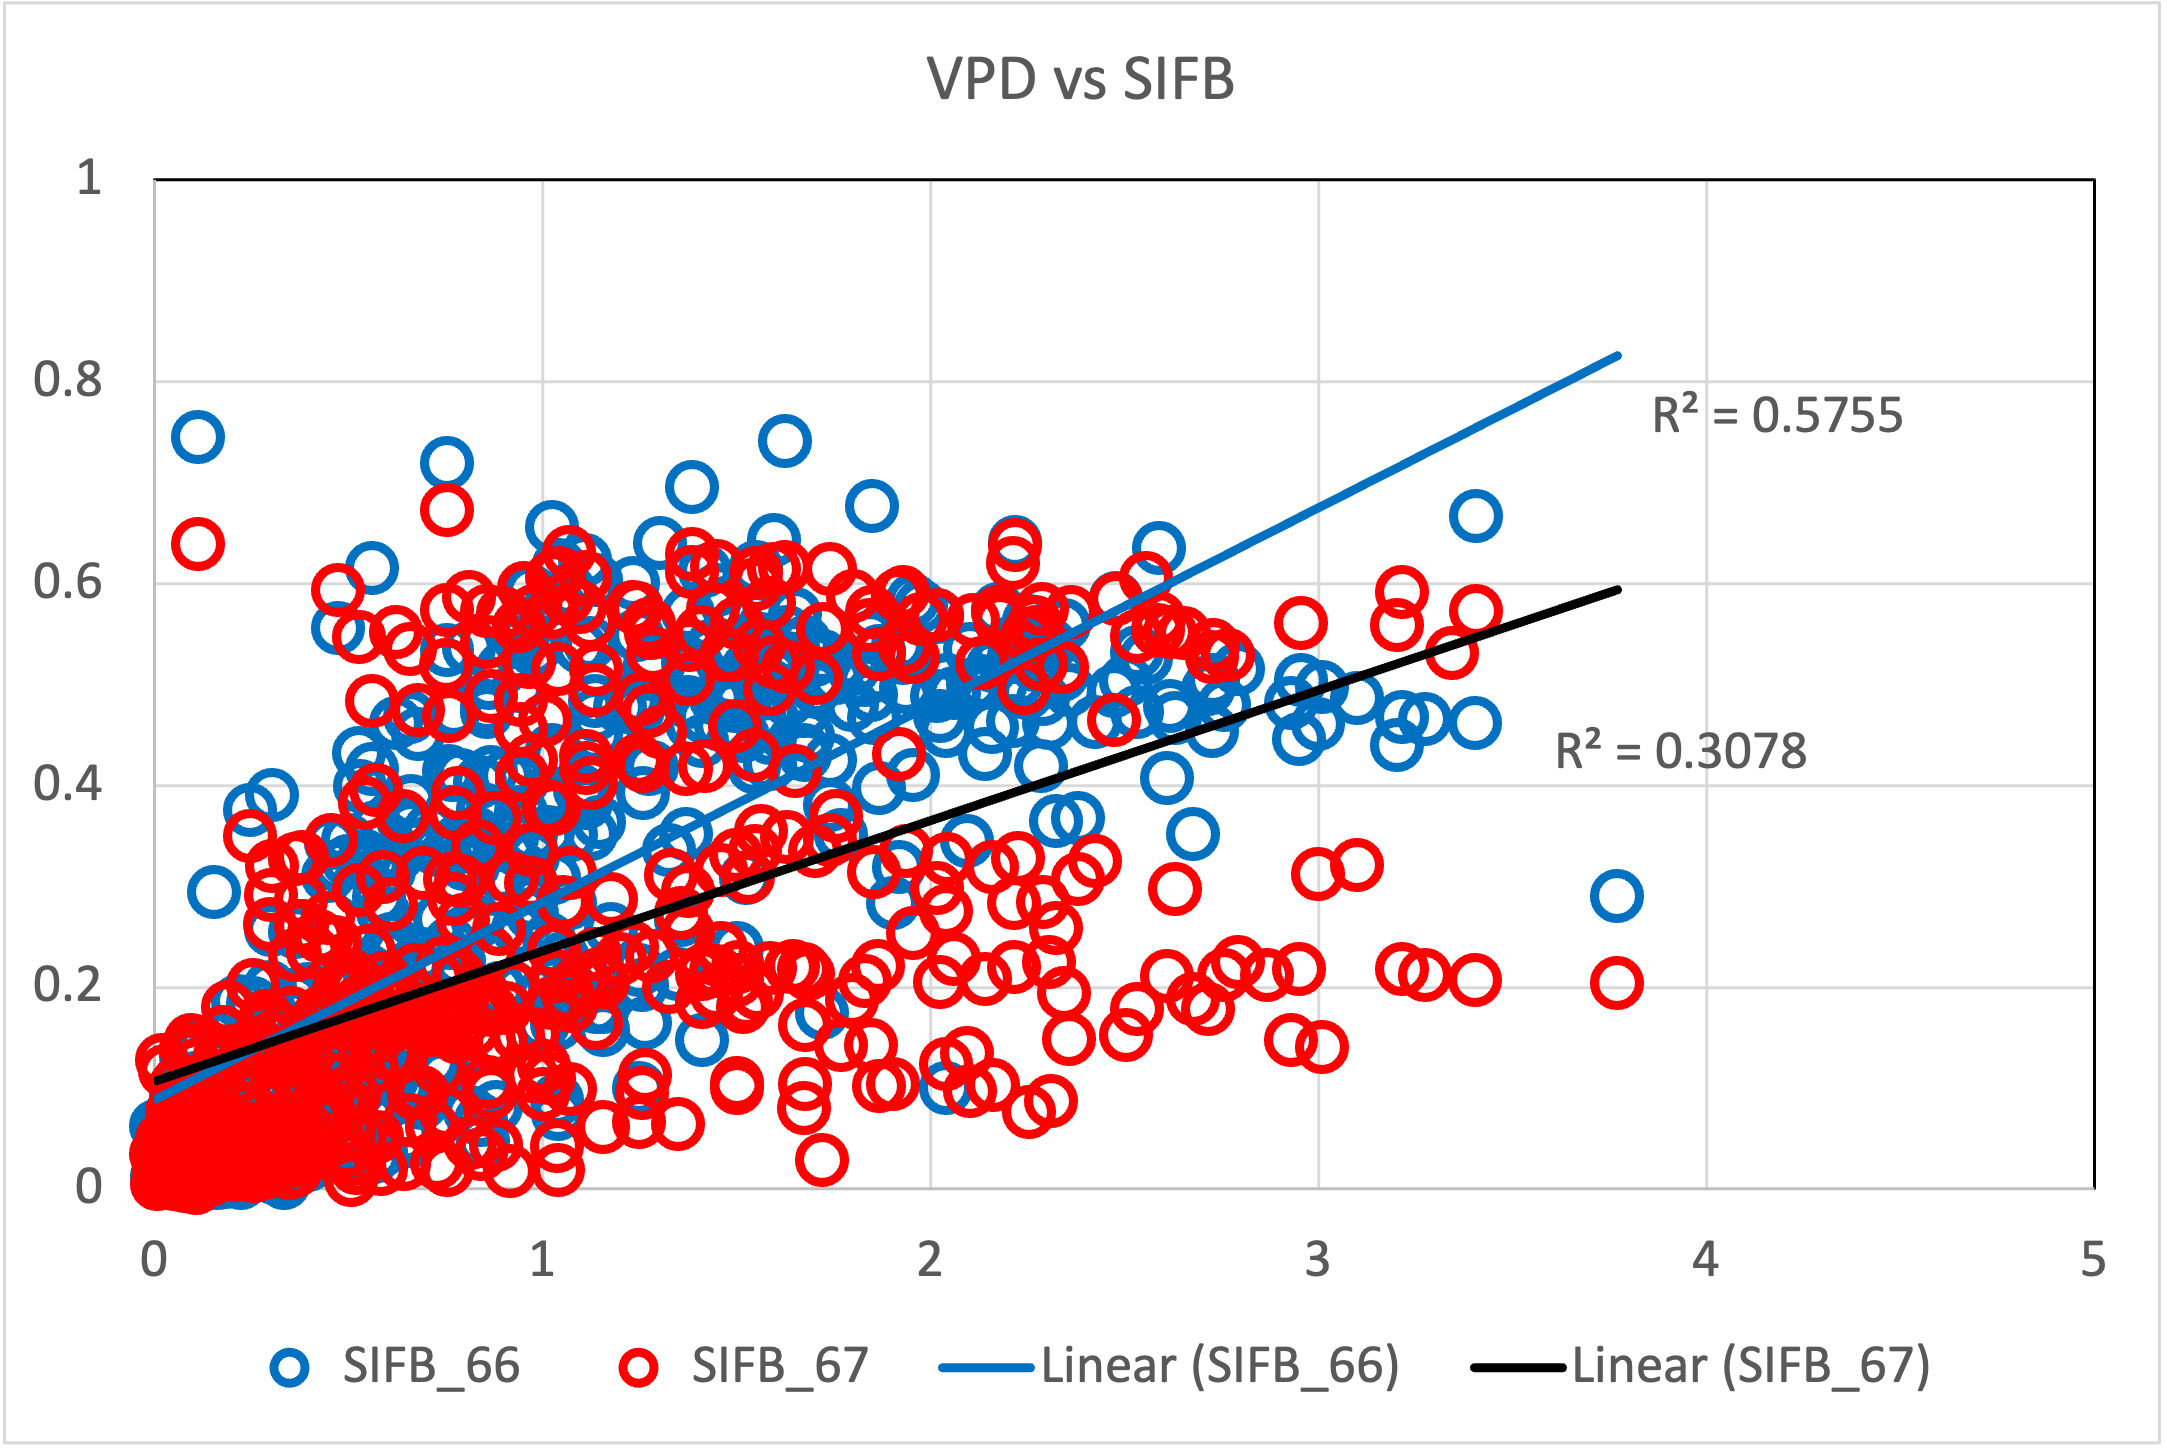 VPD vs SIFB
1
0.8
0.6
0.4
0.2
0
R² = 0.5755
R² = 0.3078
0 1 2 3 4 5
SIFB_66 SIFB_67 Linear (SIFB_66) Linear (SIFB_67)